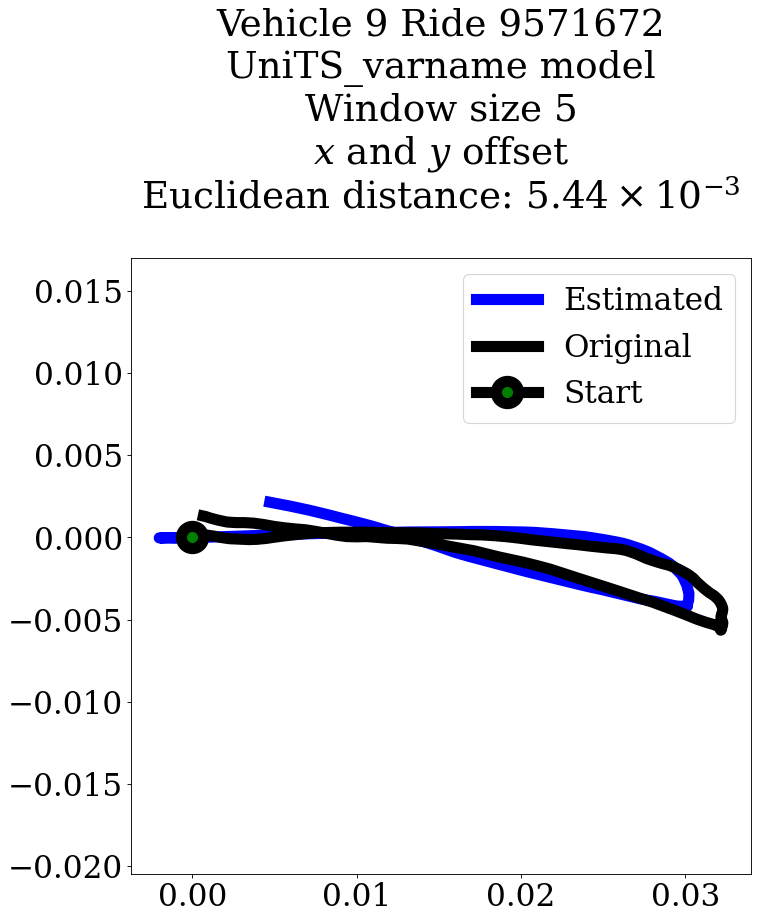 Vehicle 9 Ride 9571672
UniTS_varname model
Window size 5
x and y offset
Euclidean distance: 5.44 × 10⁻³
Estimated
Original
Start
0.015
0.010
0.005
0.000
−0.005
−0.010
−0.015
−0.020
0.00 0.01 0.02 0.03